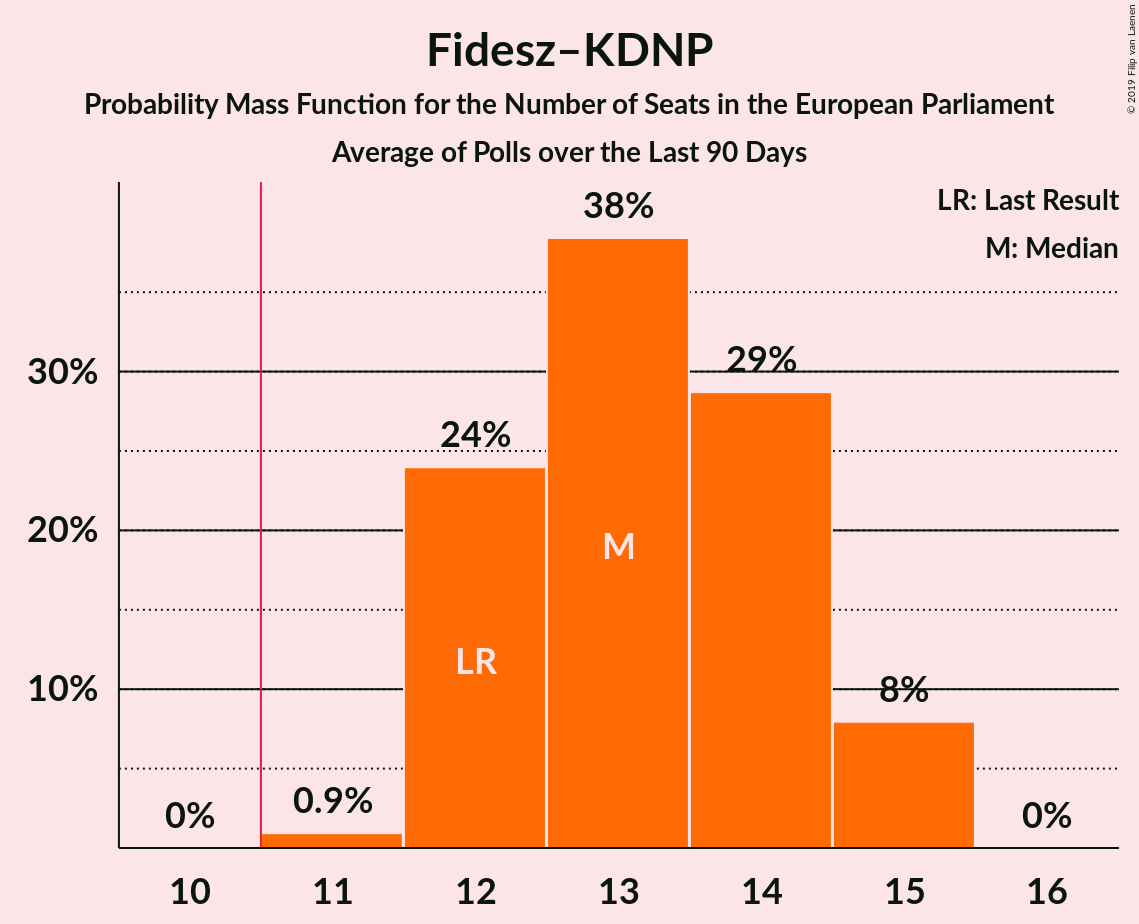 Fidesz–KDNP
Probability Mass Function for the Number of Seats in the European Parliament
Average of Polls over the Last 90 Days
© 2019 Filip van Laenen
LR: Last Result
M: Median
38%
30%
29%
24%
20%
M
LR
10%
8%
0.9%
0%
0%
10 11 12 13 14 15 16